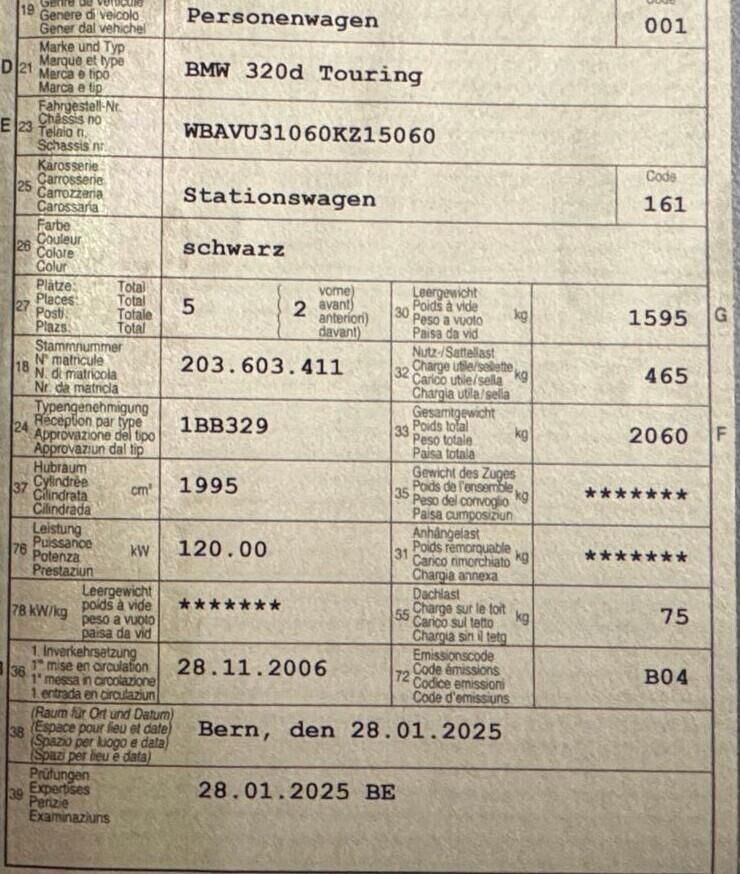 19 Genre de véhicule
Genere di veicolo
Gener dal vehichel
Personenwagen
Code
001
D 21 Marke und Typ
Marque et type
Marca e tipo
Marca e tip
BMW 320d Touring
E 23 Fahrgestell-Nr.
Châssis no
Telaio n.
Schassis nr.
WBAVU31060KZ15060
25 Karosserie
Carrosserie
Carrozzeria
Carossaria
Stationswagen
Code
161
26 Farbe
Couleur
Colore
Colur
schwarz
27 Plätze: Total
Places: Total
Posti: Totale
Plazs: Total
5
2
vorne)
avant)
anteriori)
davant)
30 Leergewicht
Poids à vide
Peso a vuoto
Paisa da vid
kg
1595
G
18 Stammnummer
N° matricule
N. di matricola
Nr. da matricla
203.603.411
32 Nutz-/Sattellast
Charge utile/sellette
Carico utile/sella
Chargia utila/sella
kg
465
24 Typengenehmigung
Réception par type
Approvazione del tipo
Approvaziun dal tip
1BB329
33 Gesamtgewicht
Poids total
Peso totale
Paisa totala
kg
2060
F
37 Hubraum
Cylindrée
Cilindrata
Cilindrada
cm³
1995
35 Gewicht des Zuges
Poids de l'ensemble
Peso del convoglio
Paisa cumposiziun
kg
*******
76 Leistung
Puissance
Potenza
Prestaziun
kW
120.00
31 Anhängelast
Poids remorquable
Carico rimorchiato
Chargia annexa
kg
*******
78 kW/kg
Leergewicht
poids à vide
peso a vuoto
paisa da vid
*******
55 Dachlast
Charge sur le toit
Carico sul tetto
Chargia sin il tetg
kg
75
36 1. Inverkehrsetzung
1re mise en circulation
1a messa in circolazione
1. entrada en circulaziun
28.11.2006
72 Emissionscode
Code émissions
Codice emissioni
Code d'emissiuns
B04
38 (Raum für Ort und Datum)
(Espace pour lieu et date)
(Spazio per luogo e data)
(Spazi per lieu e data)
Bern, den 28.01.2025
39 Prüfungen
Expertises
Perizie
Examinaziuns
28.01.2025 BE